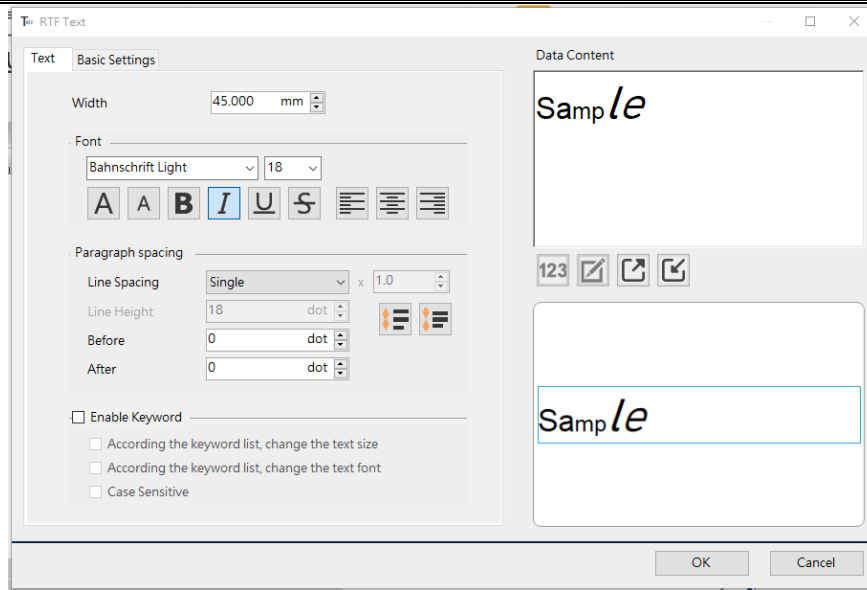 RTF Text
Text
Basic Settings
Width
45.000 mm
Font
Bahnschrift Light
18
A A B I U S
Paragraph spacing
Line Spacing
Single
x 1.0
Line Height
18 dot
Before
0 dot
After
0 dot
Enable Keyword
According the keyword list, change the text size
According the keyword list, change the text font
Case Sensitive
Data Content
Sample
123
Sample
OK
Cancel